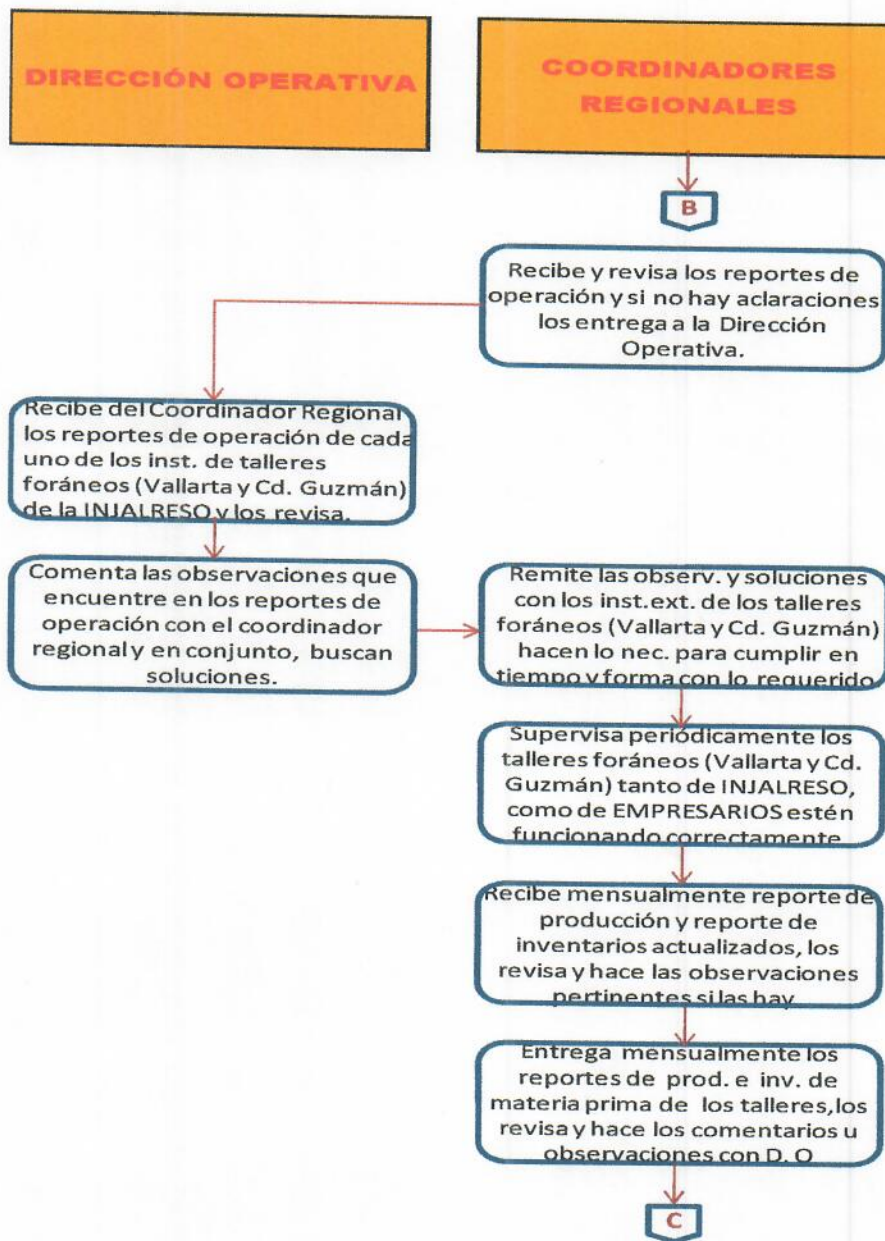 DIRECCIÓN OPERATIVA
COORDINADORES
REGIONALES
B
Recibe y revisa los reportes de
operación y si no hay aclaraciones
los entrega a la Dirección
Operativa.
Recibe del Coordinador Regional
los reportes de operación de cada
uno de los inst. de talleres
foráneos (Vallarta y Cd. Guzmán)
de la INJALRESO y los revisa.
Comenta las observaciones que
encuentre en los reportes de
operación con el coordinador
regional y en conjunto, buscan
soluciones.
Remite las observ. y soluciones
con los inst.ext. de los talleres
foráneos (Vallarta y Cd. Guzmán)
hacen lo nec. para cumplir en
tiempo y forma con lo requerido
Supervisa periódicamente los
talleres foráneos (Vallarta y Cd.
Guzmán) tanto de INJALRESO,
como de EMPRESARIOS estén
funcionando correctamente
Recibe mensualmente reporte de
producción y reporte de
inventarios actualizados, los
revisa y hace las observaciones
pertinentes si las hay
Entrega mensualmente los
reportes de prod. e inv. de
materia prima de los talleres,los
revisa y hace los comentarios u
observaciones con D. O
C